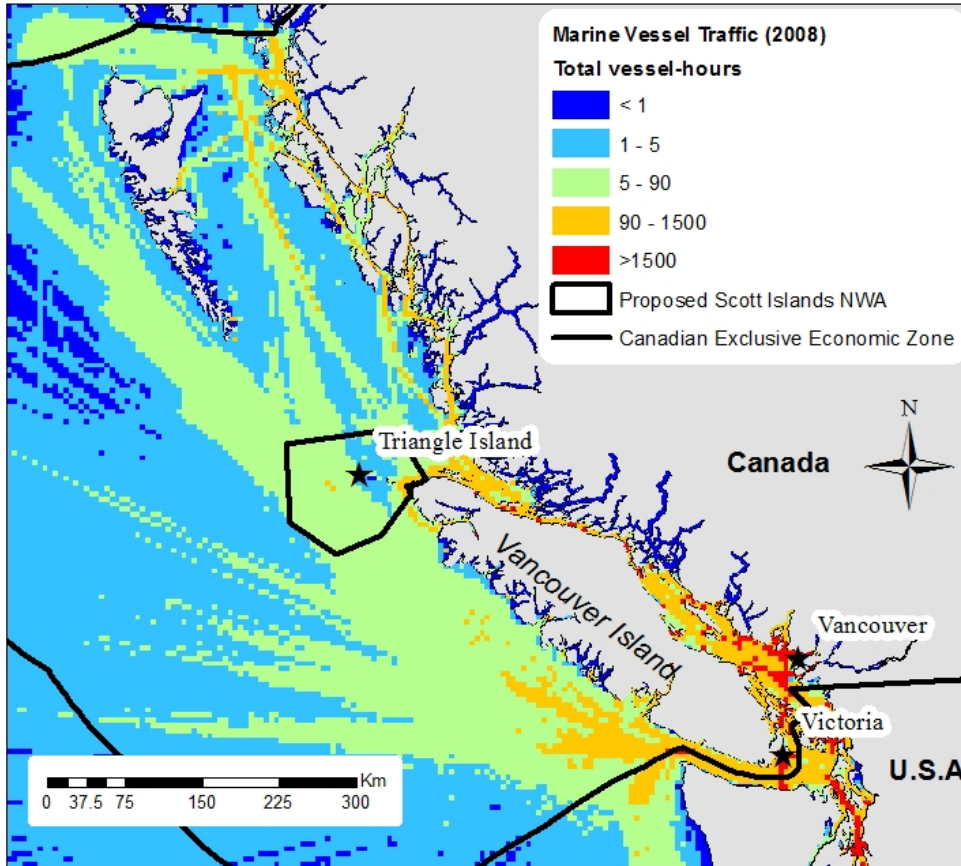 Marine Vessel Traffic (2008)
Total vessel-hours
< 1
1 - 5
5 - 90
90 - 1500
>1500
Proposed Scott Islands NWA
Canadian Exclusive Economic Zone
N
Triangle Island
Canada
Vancouver Island
Vancouver
Victoria
U.S.A
Km
0 37.5 75 150 225 300